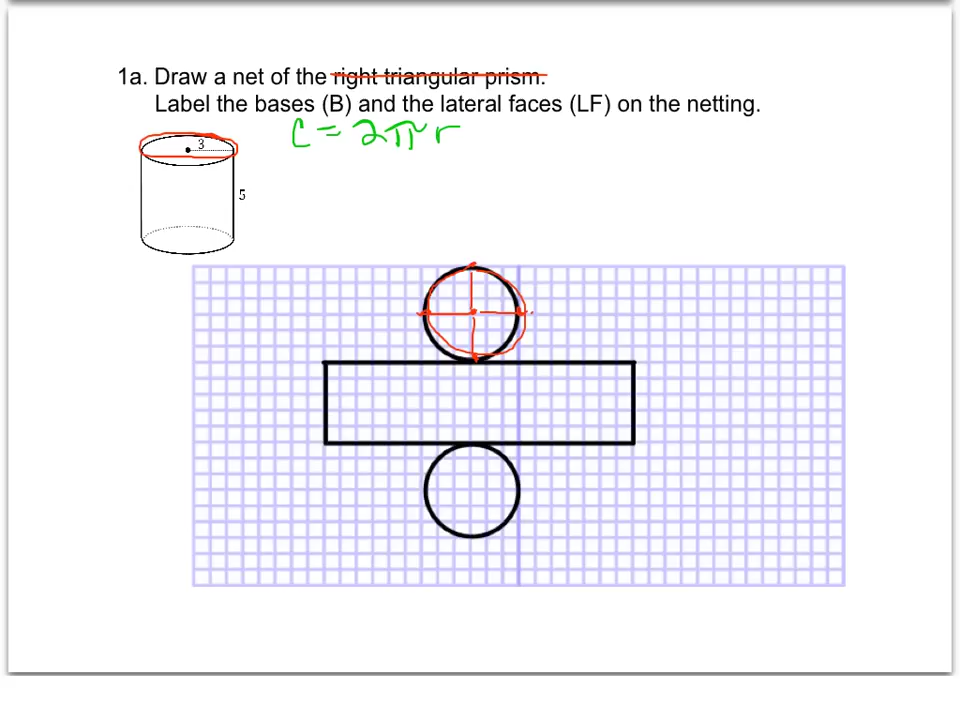 1a. Draw a net of the right triangular prism.
Label the bases (B) and the lateral faces (LF) on the netting.
C = 2πr
3
5